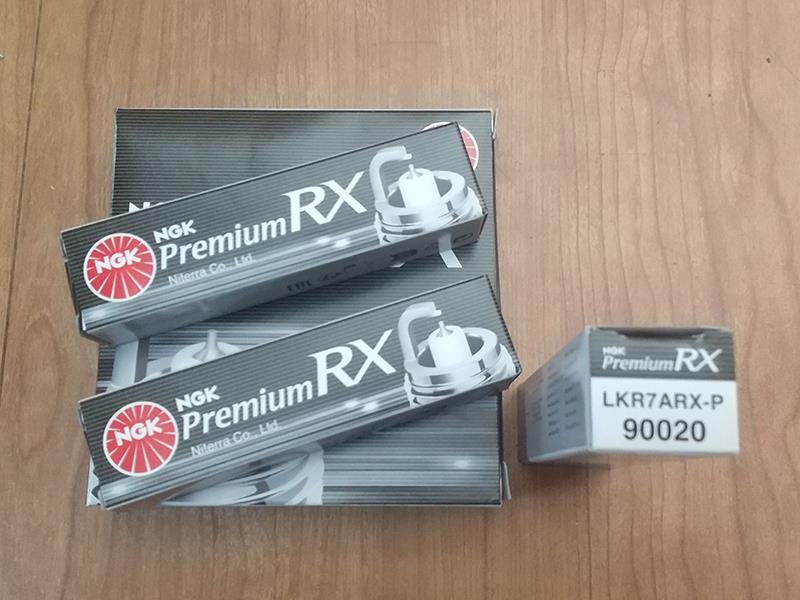 NGK
NGK
Premium RX
Niterra Co., Ltd.
NGK
NGK
Premium RX
Niterra Co., Ltd.
NGK
Premium RX
LKR7ARX-P
90020